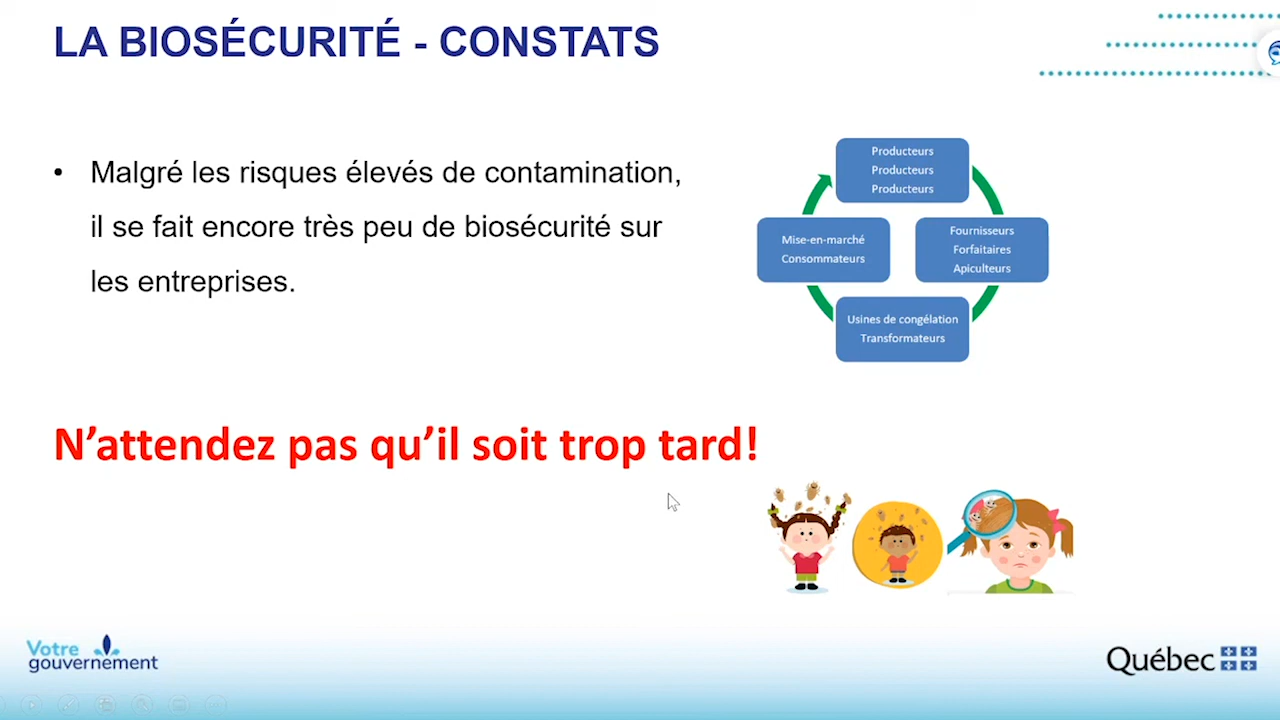 LA BIOSÉCURITÉ - CONSTATS
• Malgré les risques élevés de contamination,
il se fait encore très peu de biosécurité sur
les entreprises.
Producteurs
Producteurs
Producteurs
Mise-en-marché
Consommateurs
Fournisseurs
Forfaitaires
Apiculteurs
Usines de congélation
Transformateurs
N’attendez pas qu’il soit trop tard!
Votre
gouvernement
Québec